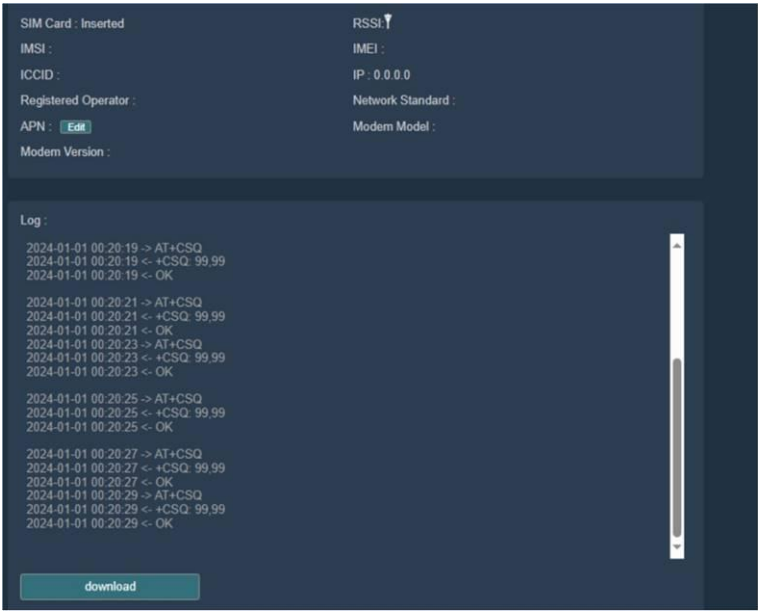 SIM Card : Inserted
RSSI:
IMSI :
IMEI :
ICCID :
IP : 0.0.0.0
Registered Operator :
Network Standard :
APN : Edit
Modem Model :
Modem Version :
Log :
2024-01-01 00:20:19 -> AT+CSQ
2024-01-01 00:20:19 <- +CSQ: 99,99
2024-01-01 00:20:19 <- OK
2024-01-01 00:20:21 -> AT+CSQ
2024-01-01 00:20:21 <- +CSQ: 99,99
2024-01-01 00:20:21 <- OK
2024-01-01 00:20:23 -> AT+CSQ
2024-01-01 00:20:23 <- +CSQ: 99,99
2024-01-01 00:20:23 <- OK
2024-01-01 00:20:25 -> AT+CSQ
2024-01-01 00:20:25 <- +CSQ: 99,99
2024-01-01 00:20:25 <- OK
2024-01-01 00:20:27 -> AT+CSQ
2024-01-01 00:20:27 <- +CSQ: 99,99
2024-01-01 00:20:27 <- OK
2024-01-01 00:20:29 -> AT+CSQ
2024-01-01 00:20:29 <- +CSQ: 99,99
2024-01-01 00:20:29 <- OK
download